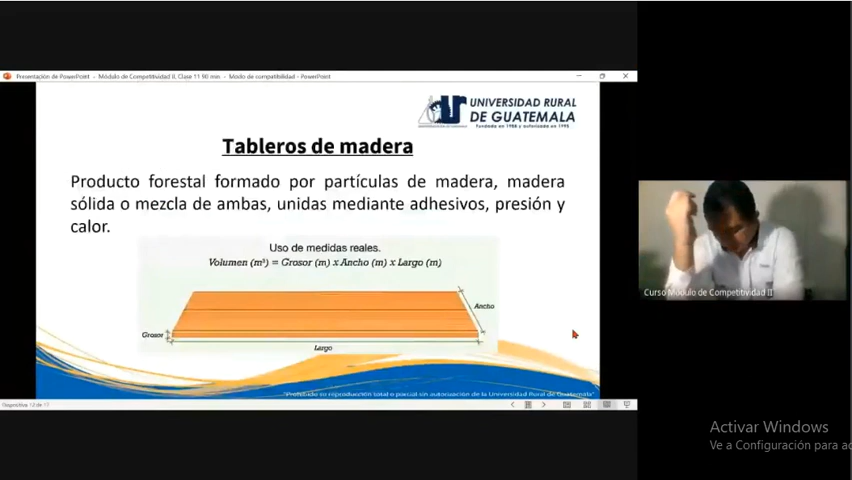 Presentación de PowerPoint - Módulo de Competitividad II, Clase 11 90 min - Modo de compatibilidad - PowerPoint
UNIVERSIDAD RURAL
DE GUATEMALA
Fundada en 1988 y autorizada en 1995
Tableros de madera
Producto forestal formado por partículas de madera, madera
sólida o mezcla de ambas, unidas mediante adhesivos, presión y
calor.
Uso de medidas reales.
Volumen (m³) = Grosor (m) x Ancho (m) x Largo (m)
Ancho
Grosor
Largo
"Prohibido su reproducción total o parcial sin autorización de la Universidad Rural de Guatemala"
Curso Módulo de Competitividad II
Activar Windows
Ve a Configuración para ac